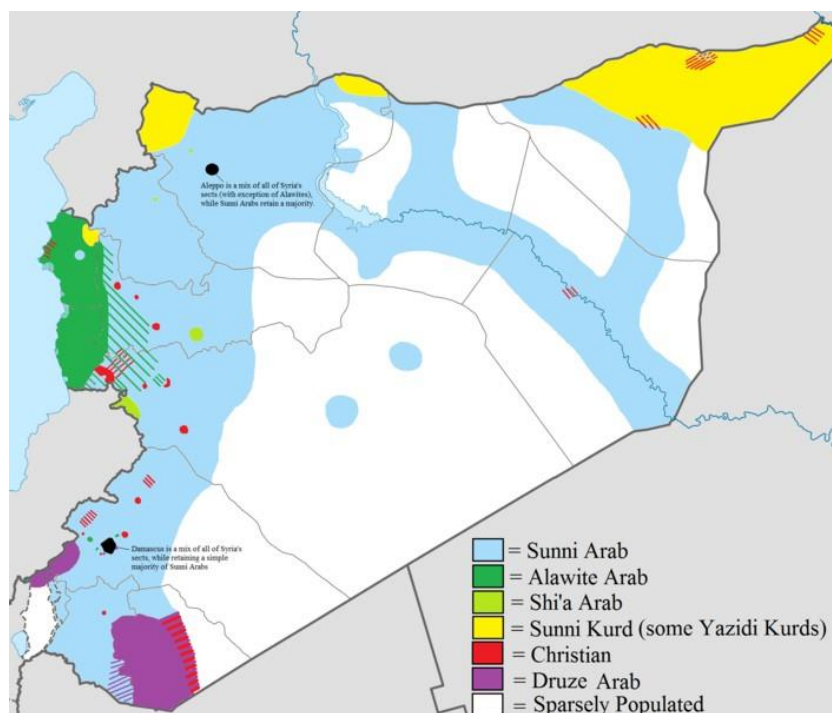 Aleppo is a mix of all of Syria's
sects (with exception of Alawites),
while Sunni Arabs retain a majority.
Damascus is a mix of all of Syria's
sects, while retaining a simple
majority of Sunni Arabs
= Sunni Arab
= Alawite Arab
= Shi'a Arab
= Sunni Kurd (some Yazidi Kurds)
= Christian
= Druze Arab
= Sparsely Populated